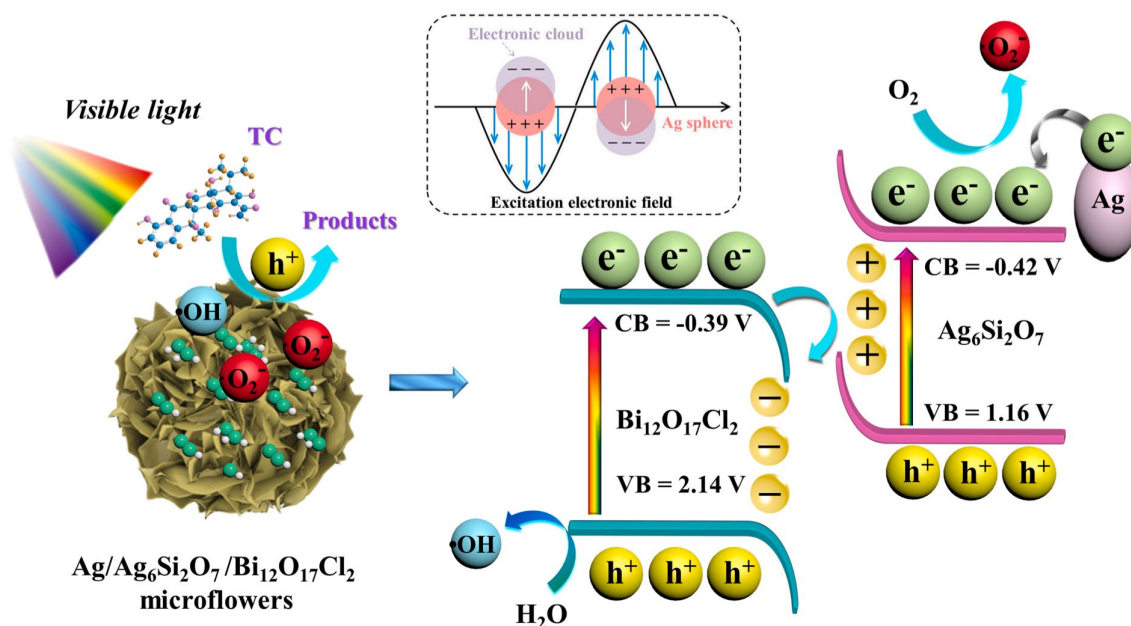 Visible light
TC
Products
h⁺
•OH
•O₂⁻
•O₂⁻
Ag/Ag₆Si₂O₇/Bi₁₂O₁₇Cl₂
microflowers
Electronic cloud
− − −
+ + +
+ + +
Ag sphere
− − −
Excitation electronic field
e⁻ e⁻ e⁻
CB = -0.39 V
Bi₁₂O₁₇Cl₂
VB = 2.14 V
−
−
−
•OH
H₂O
h⁺ h⁺ h⁺
•O₂⁻
O₂
e⁻
Ag
e⁻ e⁻ e⁻
+
+
+
CB = -0.42 V
Ag₆Si₂O₇
VB = 1.16 V
h⁺ h⁺ h⁺